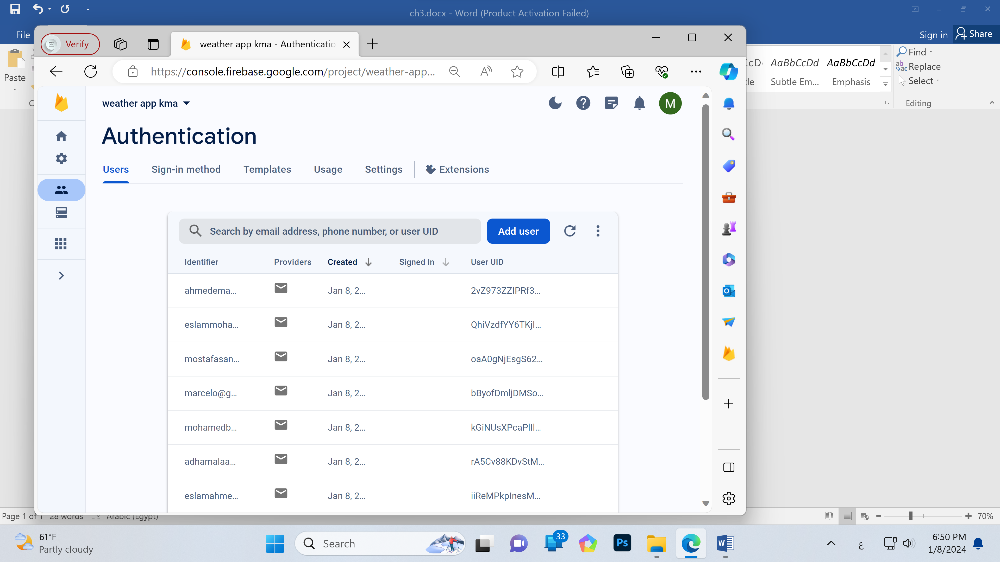 ch3.docx - Word (Product Activation Failed)
File
Sign in
Share
Verify
weather app kma - Authenticatio
Paste
https://console.firebase.google.com/project/weather-app...
AaBbCcDd
AaBbCcDd
Subtle Em...
Emphasis
Find
Replace
Select
Editing
weather app kma
M
Authentication
Users
Sign-in method
Templates
Usage
Settings
Extensions
Search by email address, phone number, or user UID
Add user
Identifier
Providers
Created
Signed In
User UID
ahmedema...
Jan 8, 2...
2vZ973ZZIPRf3...
eslammoha...
Jan 8, 2...
QhiVzdfYY6TKjI...
mostafasan...
Jan 8, 2...
oaA0gNjEsgS62...
marcelo@g...
Jan 8, 2...
bByofDmljDMSo...
mohamedb...
Jan 8, 2...
kGiNUsXPcaPlIl...
adhamalaa...
Jan 8, 2...
rA5Cv88KDvStM...
eslamahme...
Jan 8, 2...
iiReMPkpInesM...
Page 1 of 1
28 words
Arabic (Egypt)
70%
61°F
Partly cloudy
Search
33
Ps
ع
6:50 PM
1/8/2024